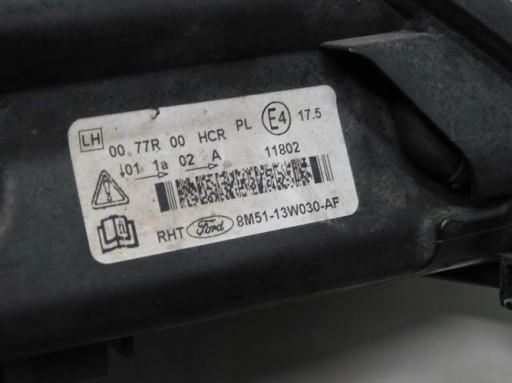 LH 00.77R 00 HCR PL E4 17.5
01 1a 02 A 11802
RHT Ford 8M51-13W030-AF